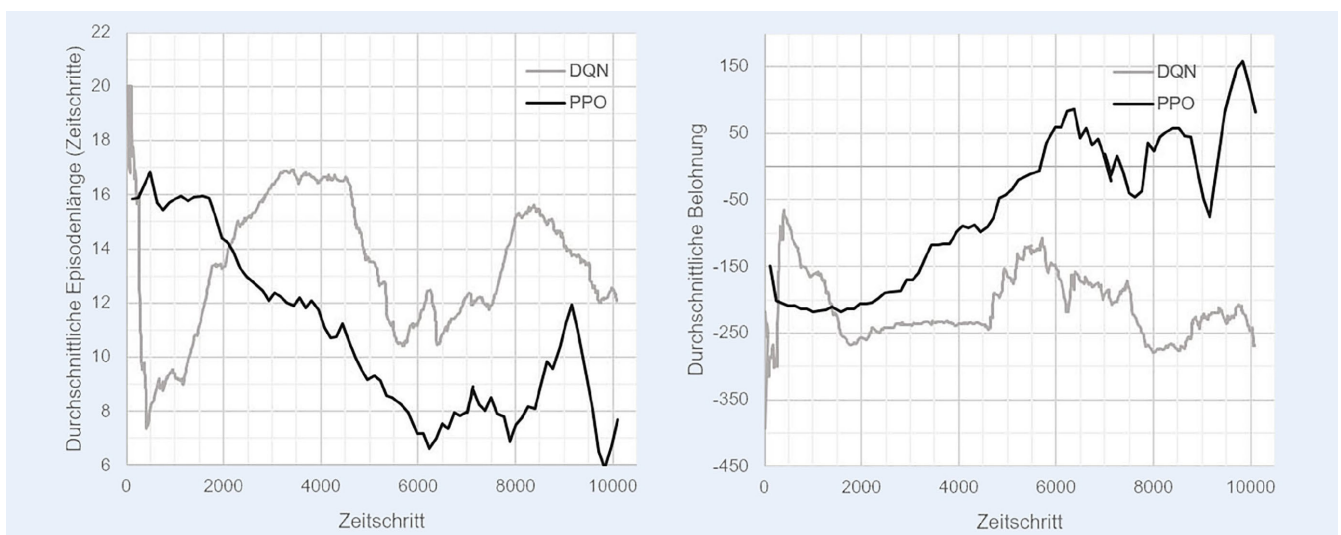 Durchschnittliche Episodenlänge (Zeitschritte)
22
20
18
16
14
12
10
8
6
0 2000 4000 6000 8000 10000
Zeitschritt
DQN
PPO
Durchschnittliche Belohnung
150
50
-50
-150
-250
-350
-450
0 2000 4000 6000 8000 10000
Zeitschritt
DQN
PPO